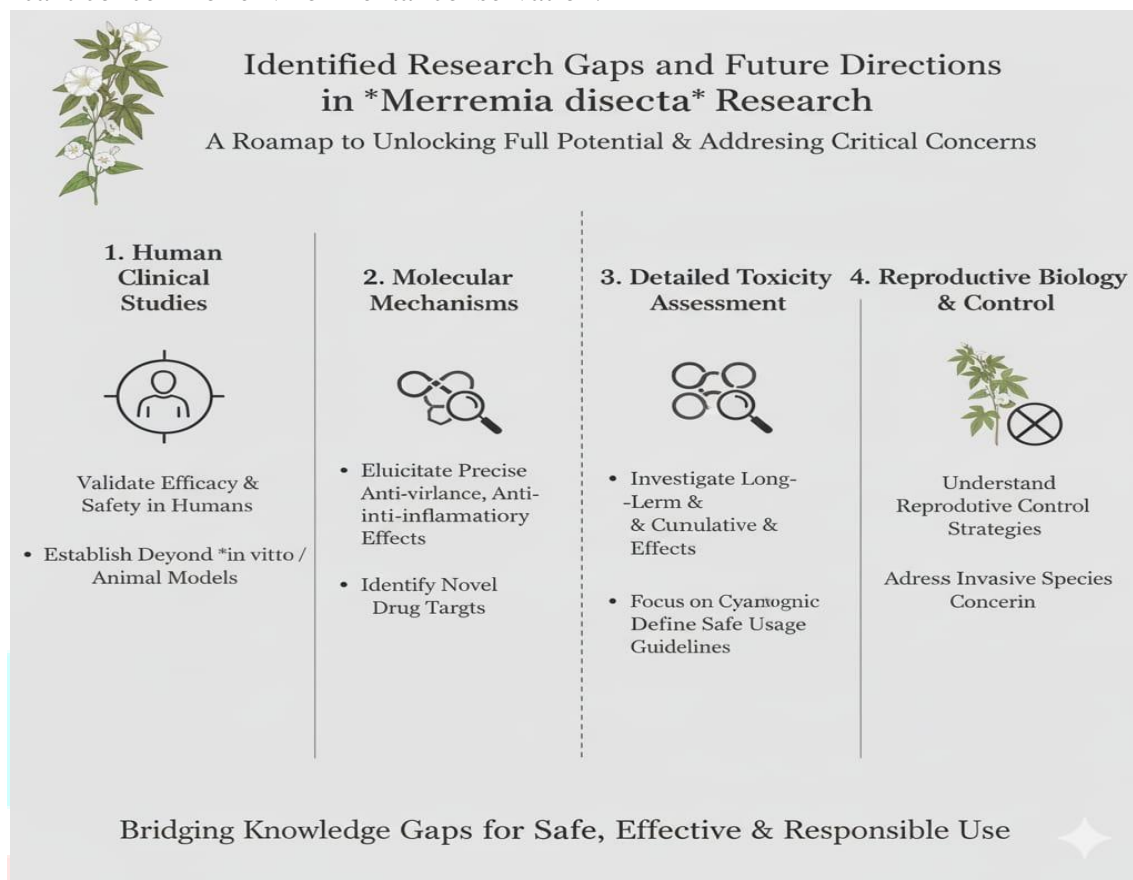 Identified Research Gaps and Future Directions
in *Merremia disecta* Research
A Roamap to Unlocking Full Potential & Addresing Critical Concerns
1. Human
Clinical
Studies
Validate Efficacy &
Safety in Humans
• Establish Deyond *in vitto /
Animal Models
2. Molecular
Mechanisms
• Eluicitate Precise
Anti-virlance, Anti-
inti-inflammatiory
Effects
• Identify Novel
Drug Targts
3. Detailed Toxicity
Assessment
• Investigate Long-
-Lerm &
& Cunulative &
Effects
• Focus on Cyamognic
Define Safe Usage
Guidelines
4. Reproductive Biology
& Control
Understand
Reprodutive Control
Strategies
Adress Invasive Species
Concerin
Bridging Knowledge Gaps for Safe, Effective & Responsible Use